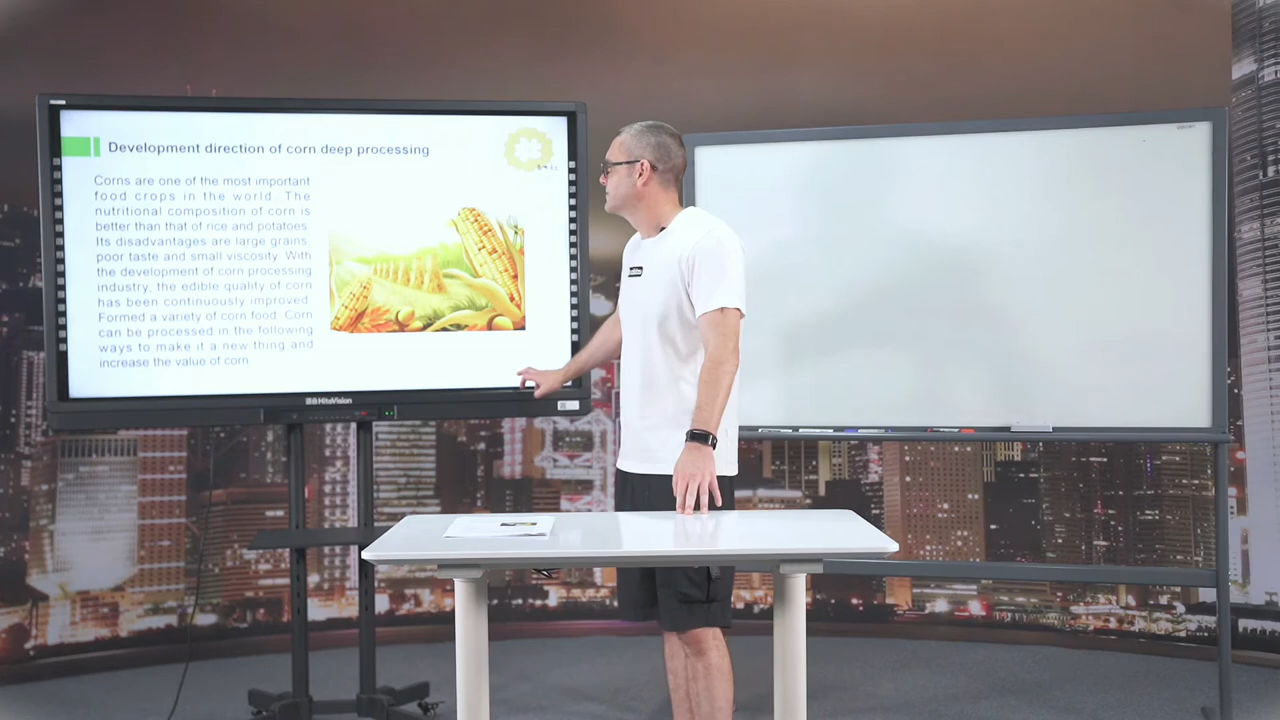 Development direction of corn deep processing
Corns are one of the most important
food crops in the world. The
nutritional composition of corn is
better than that of rice and potatoes.
Its disadvantages are large grains,
poor taste and small viscosity. With
the development of corn processing
industry, the edible quality of corn
has been continuously improved.
Formed a variety of corn food. Corn
can be processed in the following
ways to make it a new thing and
increase the value of corn.
HiteVision